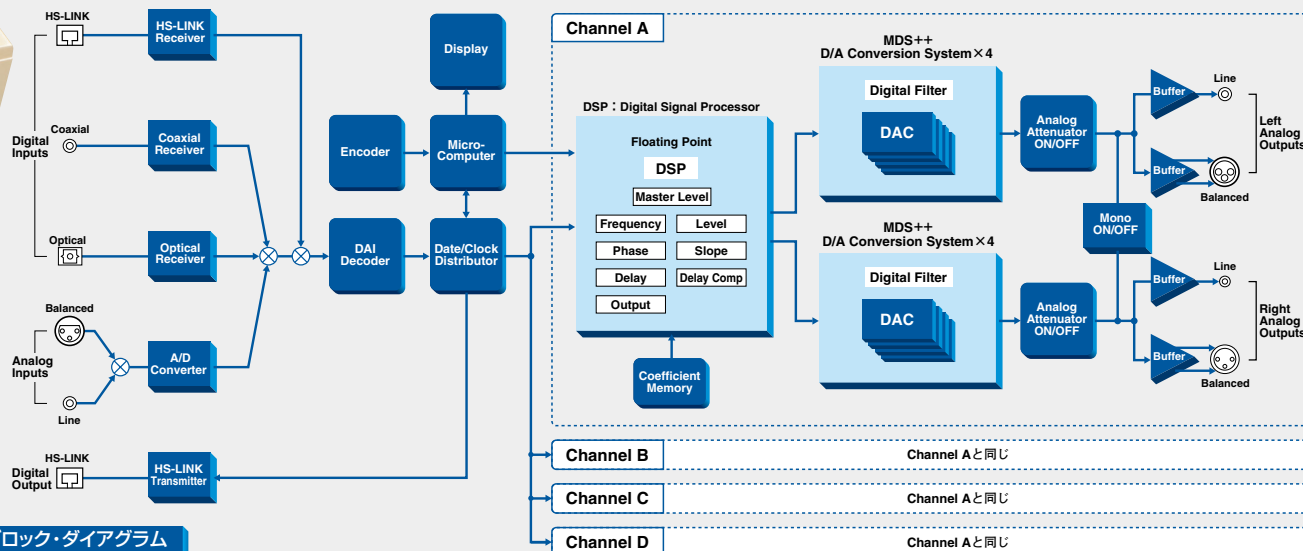 HS-LINK
HS-LINK
Receiver
Digital
Inputs
Coaxial
Coaxial
Receiver
Optical
Optical
Receiver
Balanced
Analog
Inputs
Line
A/D
Converter
HS-LINK
Digital
Output
HS-LINK
Transmitter
Display
Encoder
Micro-
Computer
DAI
Decoder
Date/Clock
Distributor
Channel A
DSP：Digital Signal Processor
Floating Point
DSP
Master Level
Frequency
Level
Phase
Slope
Delay
Delay Comp
Output
Coefficient
Memory
MDS++
D/A Conversion System×4
Digital Filter
DAC
Analog
Attenuator
ON/OFF
Buffer
Line
Buffer
Balanced
Left
Analog
Outputs
Mono
ON/OFF
MDS++
D/A Conversion System×4
Digital Filter
DAC
Analog
Attenuator
ON/OFF
Buffer
Line
Buffer
Balanced
Right
Analog
Outputs
Channel B
Channel Aと同じ
Channel C
Channel Aと同じ
Channel D
Channel Aと同じ
ロック・ダイアグラム